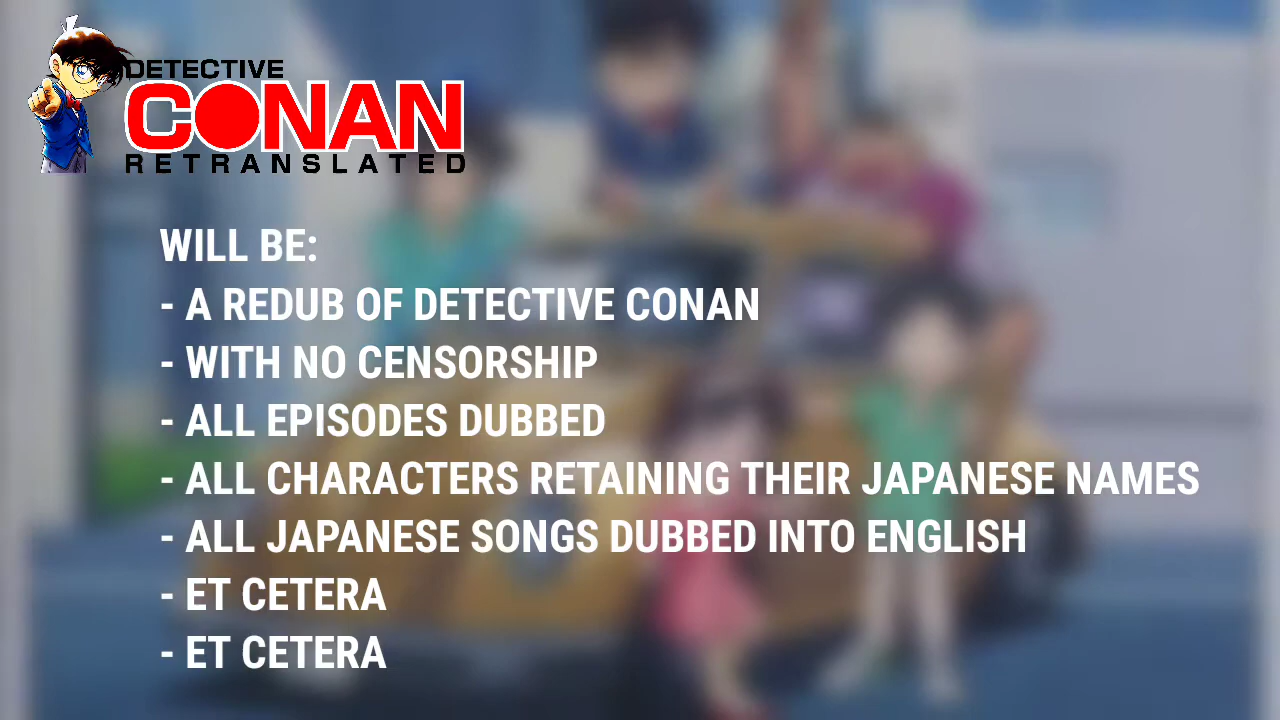 DETECTIVE
CONAN
RETRANSLATED
WILL BE:
- A REDUB OF DETECTIVE CONAN
- WITH NO CENSORSHIP
- ALL EPISODES DUBBED
- ALL CHARACTERS RETAINING THEIR JAPANESE NAMES
- ALL JAPANESE SONGS DUBBED INTO ENGLISH
- ET CETERA
- ET CETERA